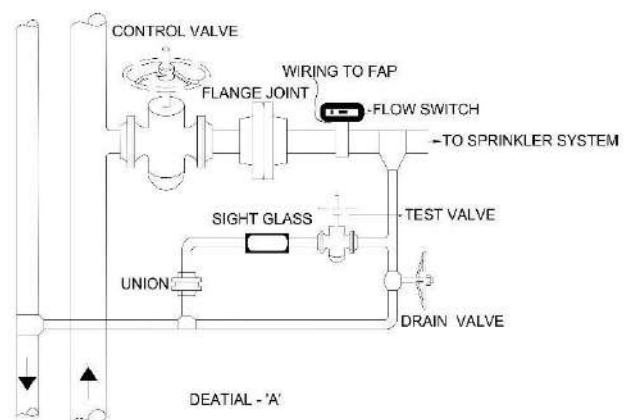 CONTROL VALVE
WIRING TO FAP
FLANGE JOINT
FLOW SWITCH
TO SPRINKLER SYSTEM
SIGHT GLASS
TEST VALVE
UNION
DRAIN VALVE
DEATIAL - 'A'